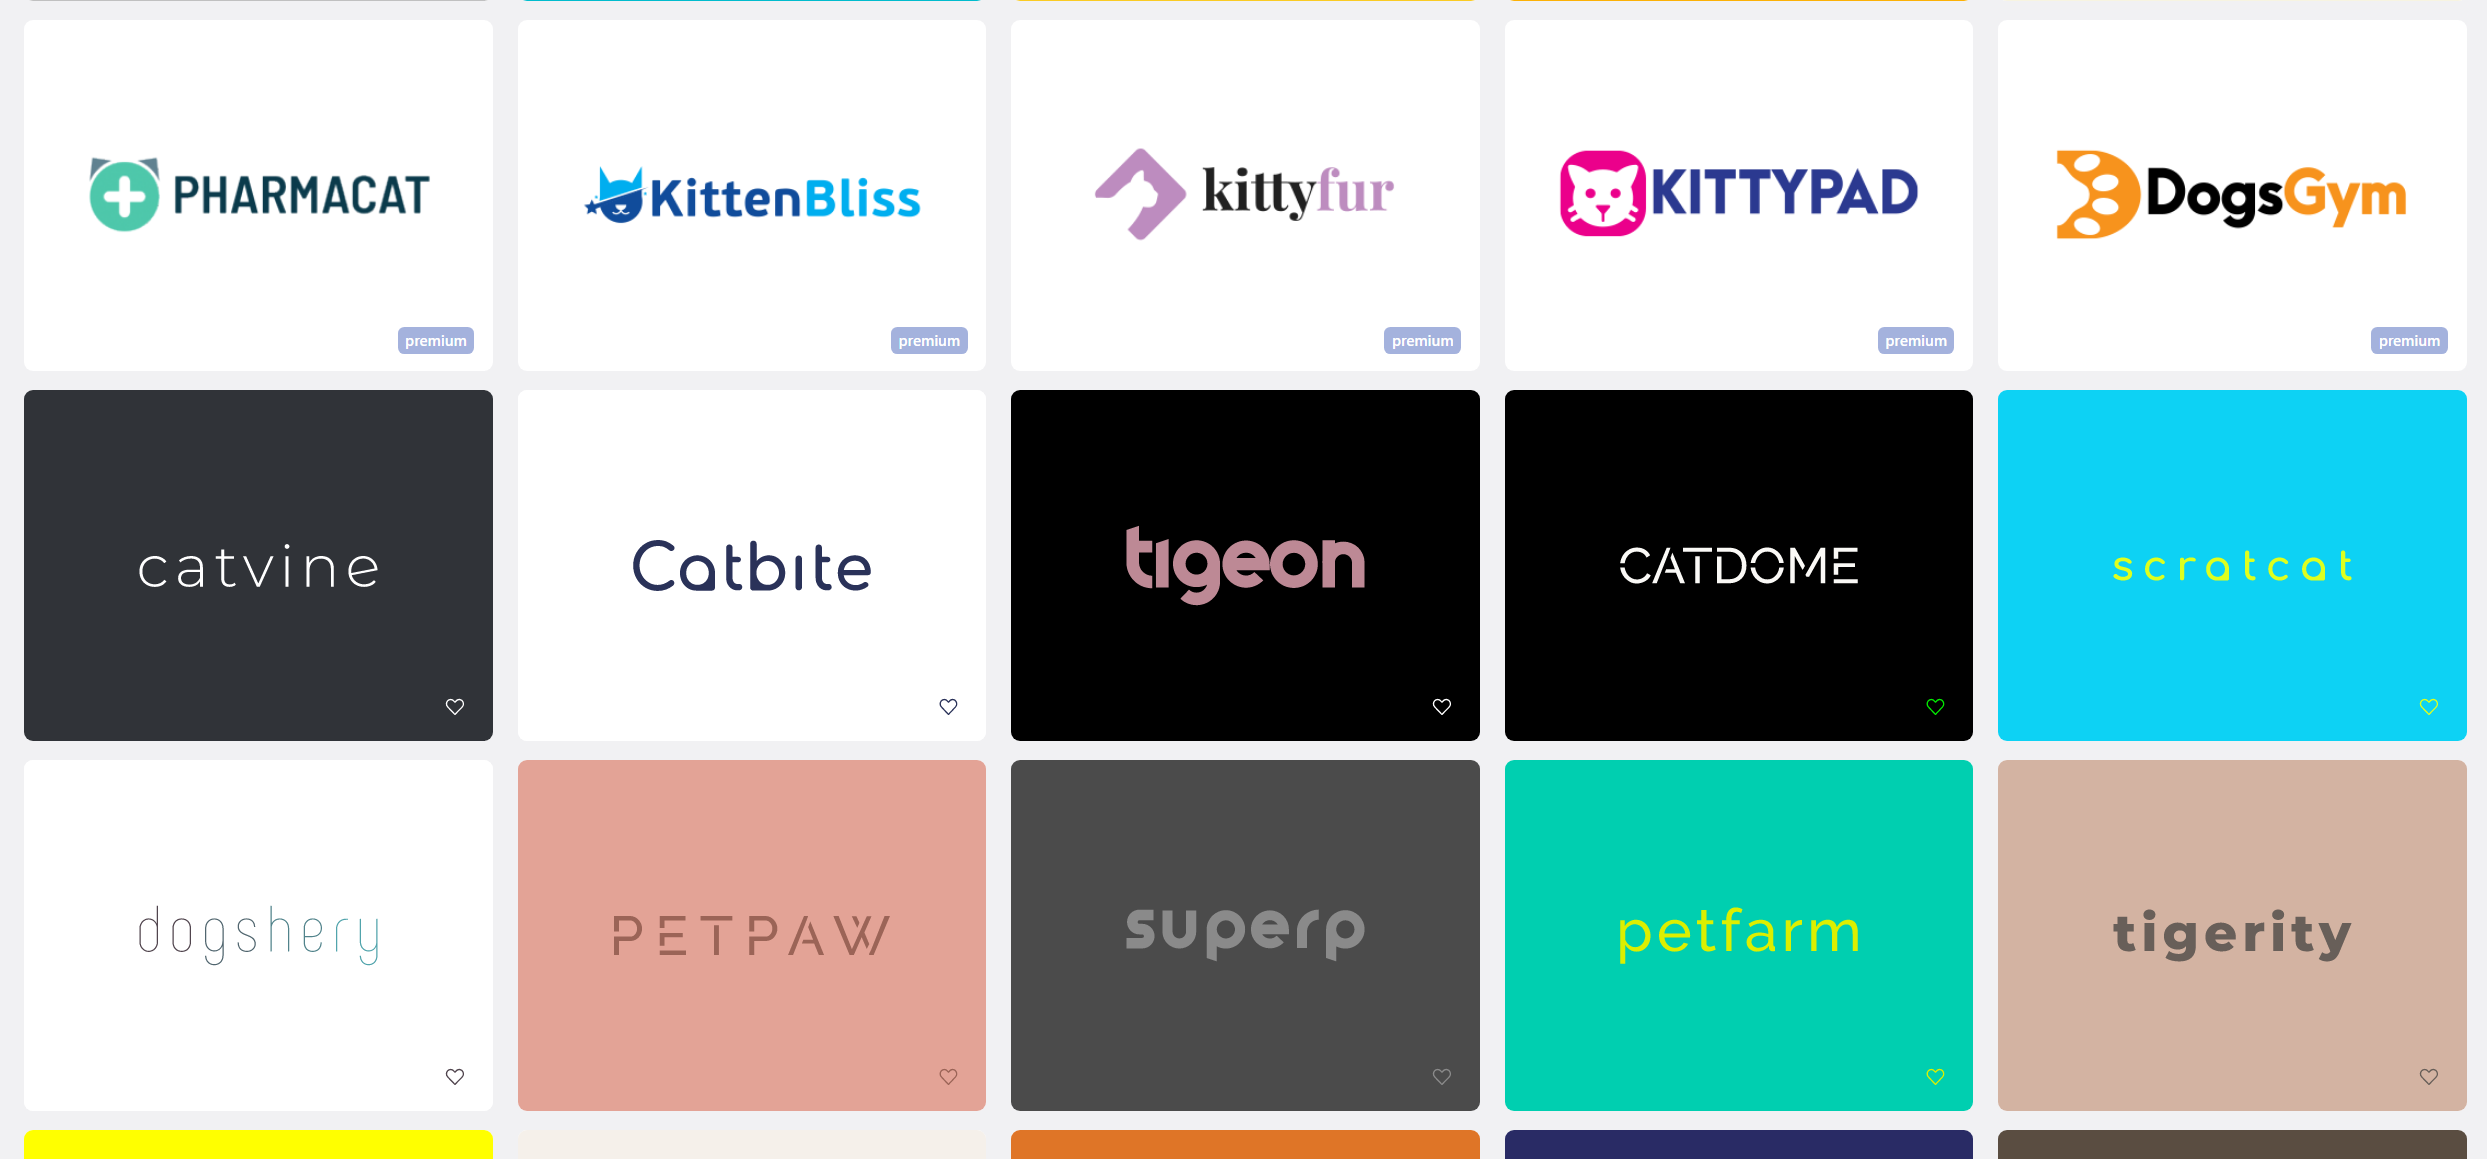 PHARMACAT
KittenBliss
kittyfur
KITTYPAD
DogsGym
premium
premium
premium
premium
premium
catvine
Catbite
tigeon
CATDOME
scratcat
dogshery
PETPAW
superp
petfarm
tigerity